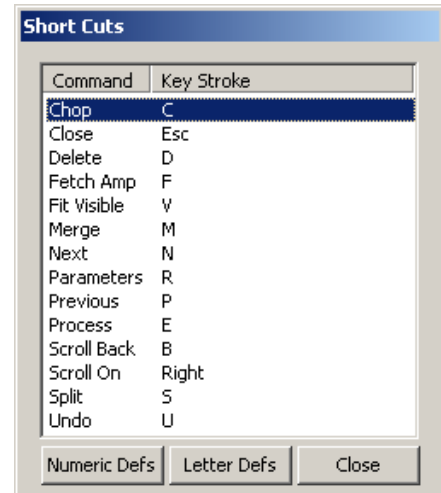 Short Cuts
Command Key Stroke
Chop C
Close Esc
Delete D
Fetch Amp F
Fit Visible V
Merge M
Next N
Parameters R
Previous P
Process E
Scroll Back B
Scroll On Right
Split S
Undo U
Numeric Defs Letter Defs Close